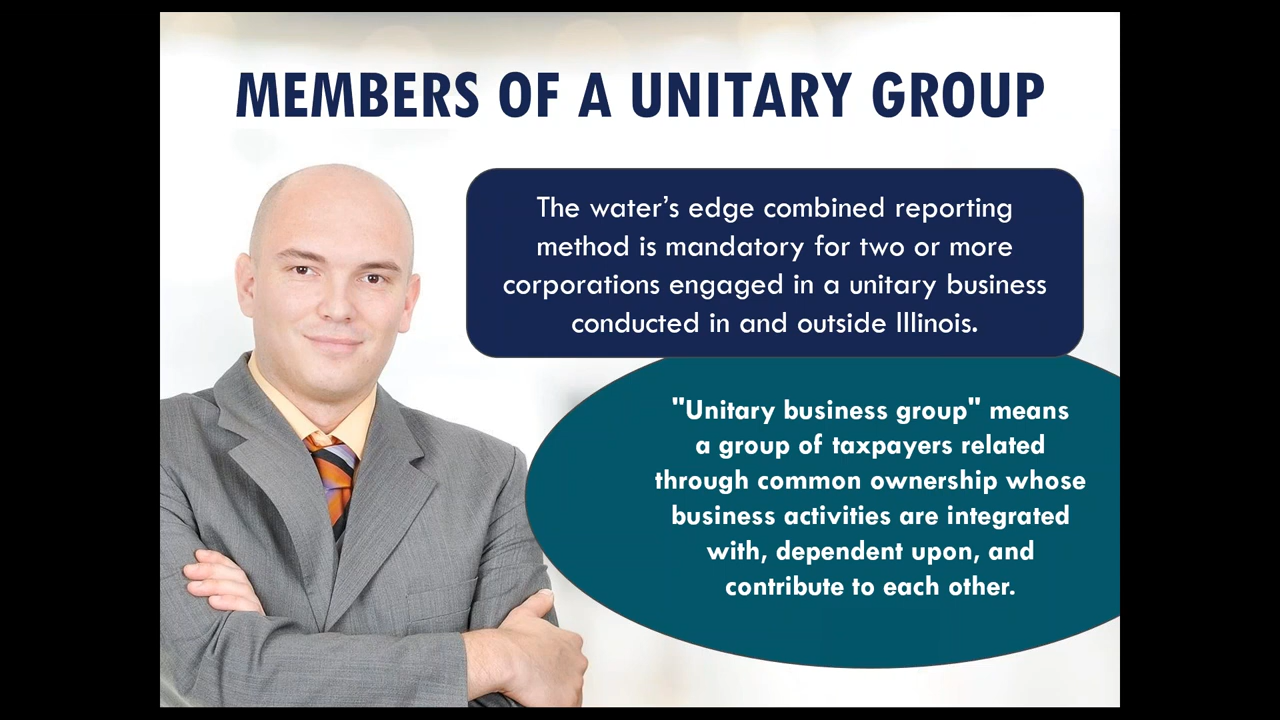 MEMBERS OF A UNITARY GROUP
The water’s edge combined reporting
method is mandatory for two or more
corporations engaged in a unitary business
conducted in and outside Illinois.
"Unitary business group" means
a group of taxpayers related
through common ownership whose
business activities are integrated
with, dependent upon, and
contribute to each other.